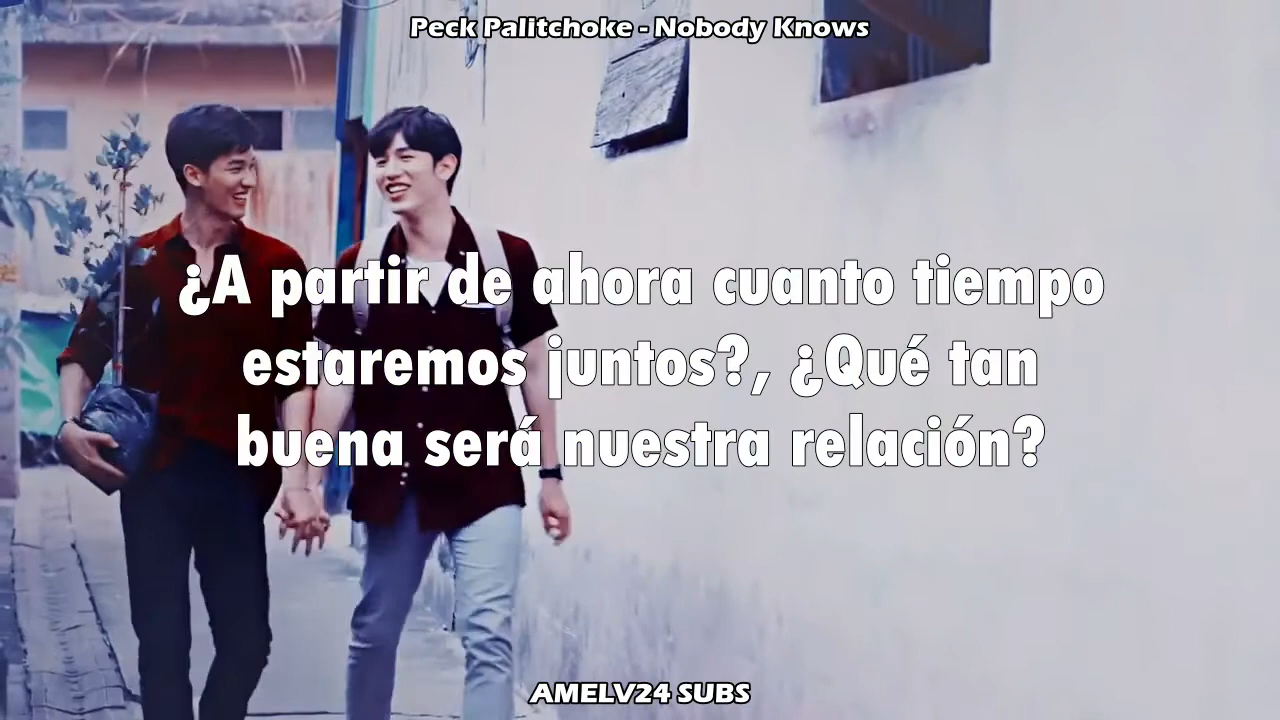 Peck Palitchoke - Nobody Knows
¿A partir de ahora cuanto tiempo
estaremos juntos?, ¿Qué tan
buena será nuestra relación?
AMELV24 SUBS